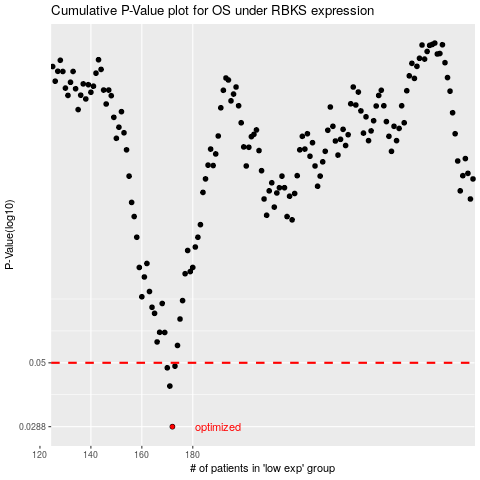 Cumulative P-Value plot for OS under RBKS expression
P-Value(log10)
0.05
0.0288
optimized
120 140 160 180
# of patients in 'low exp' group